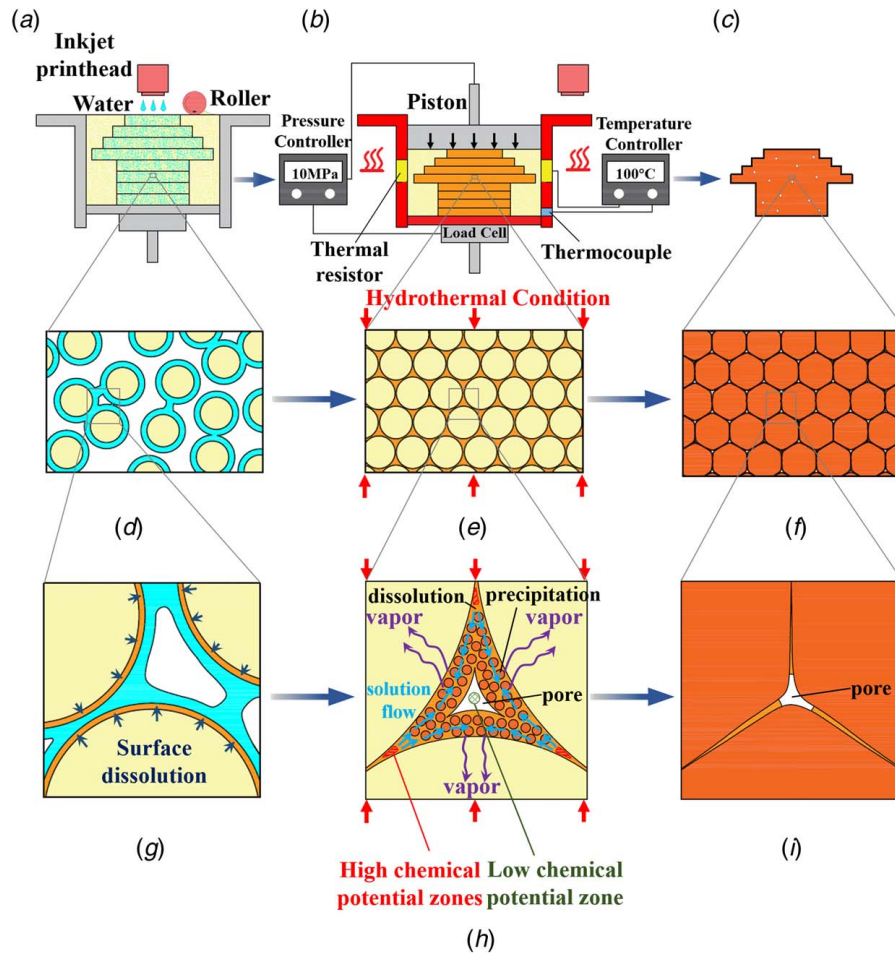 (a)
(b)
(c)
Inkjet
printhead
Water
Roller
Pressure
Controller
10MPa
Piston
Temperature
Controller
100°C
Load Cell
Thermal
resistor
Thermocouple
Hydrothermal Condition
(d)
(e)
(f)
Surface
dissolution
dissolution
precipitation
vapor
vapor
solution
flow
pore
vapor
pore
(g)
(i)
High chemical
potential zones
Low chemical
potential zone
(h)